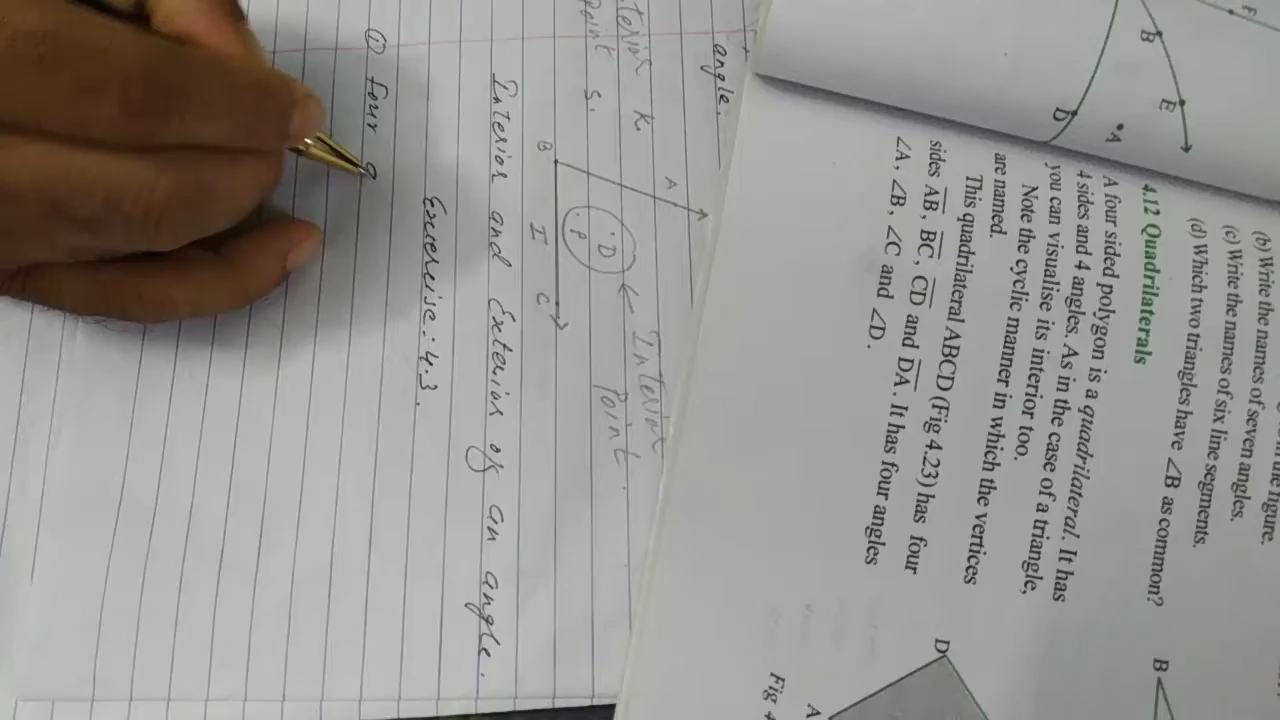 (b) Write the names of seven angles.
(c) Write the names of six line segments.
(d) Which two triangles have ∠B as common?
4.12 Quadrilaterals
A four sided polygon is a quadrilateral. It has
4 sides and 4 angles. As in the case of a triangle,
you can visualise its interior too.
Note the cyclic manner in which the vertices
are named.
This quadrilateral ABCD (Fig 4.23) has four
sides AB, BC, CD and DA. It has four angles
∠A, ∠B, ∠C and ∠D.
F
B
E
A
D
B
D
A
Fig
angle.
A
Interior
point.
D
P
B
I
C
Interior and Exterior of an angle.
Exercise:-4.3.
① four